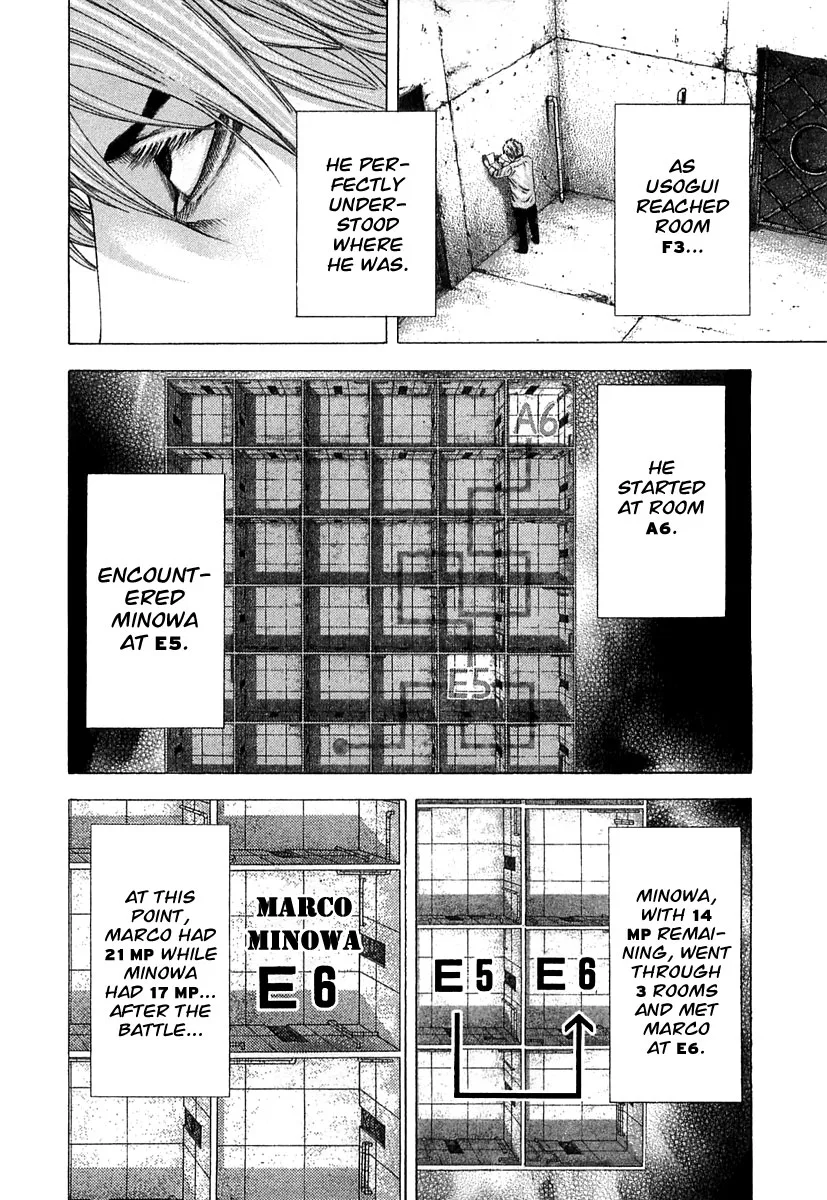 AS
USOGUI
REACHED
ROOM
F3...
HE PER-
FECTLY
UNDER-
STOOD
WHERE
HE WAS.
HE
STARTED
AT ROOM
A6.
A6
ENCOUNT-
ERED
MINOWA
AT E5.
E5
MINOWA,
WITH 14
MP REMAI-
NING, WENT
THROUGH
3 ROOMS
AND MET
MARCO
AT E6.
E5 E6
AT THIS
POINT,
MARCO HAD
21 MP WHILE
MINOWA
HAD 17 MP...
AFTER THE
BATTLE...
MARCO
MINOWA
E6